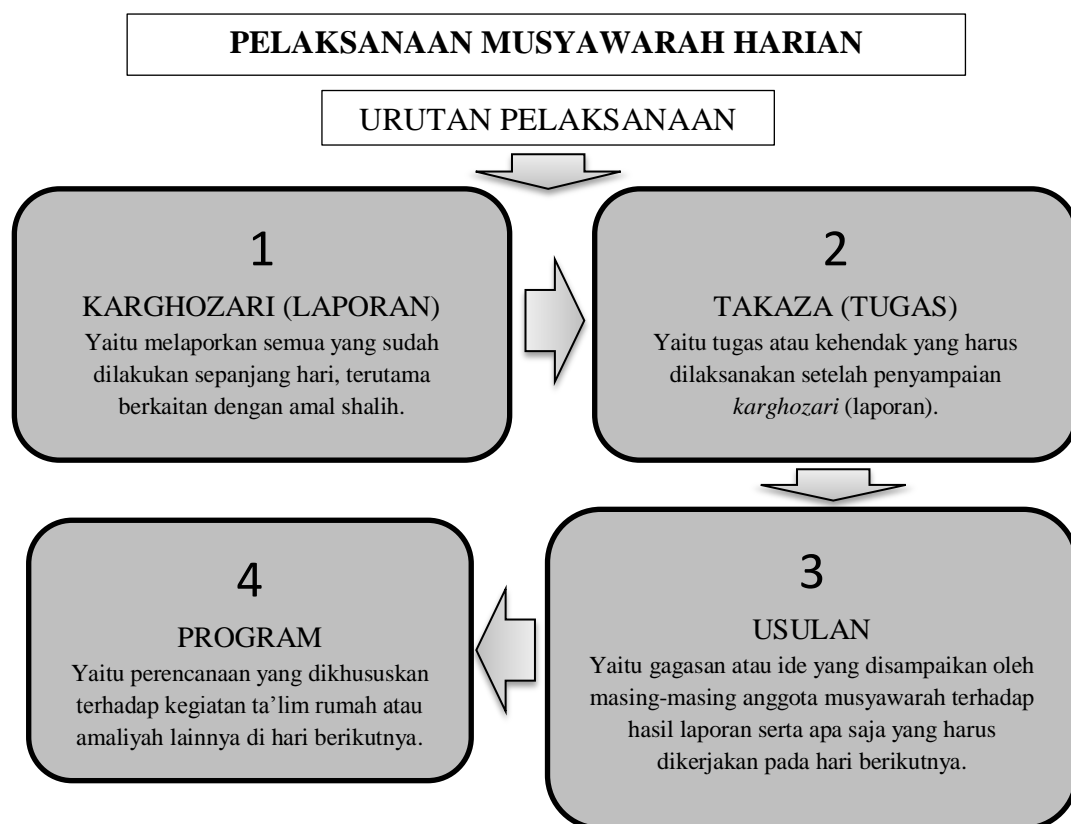 PELAKSANAAN MUSYAWARAH HARIAN
URUTAN PELAKSANAAN
1
KARGHOZARI (LAPORAN)
Yaitu melaporkan semua yang sudah
dilakukan sepanjang hari, terutama
berkaitan dengan amal shalih.
2
TAKAZA (TUGAS)
Yaitu tugas atau kehendak yang harus
dilaksanakan setelah penyampaian
karghozari (laporan).
3
USULAN
Yaitu gagasan atau ide yang disampaikan oleh
masing-masing anggota musyawarah terhadap
hasil laporan serta apa saja yang harus
dikerjakan pada hari berikutnya.
4
PROGRAM
Yaitu perencanaan yang dikhususkan
terhadap kegiatan ta’lim rumah atau
amaliyah lainnya di hari berikutnya.